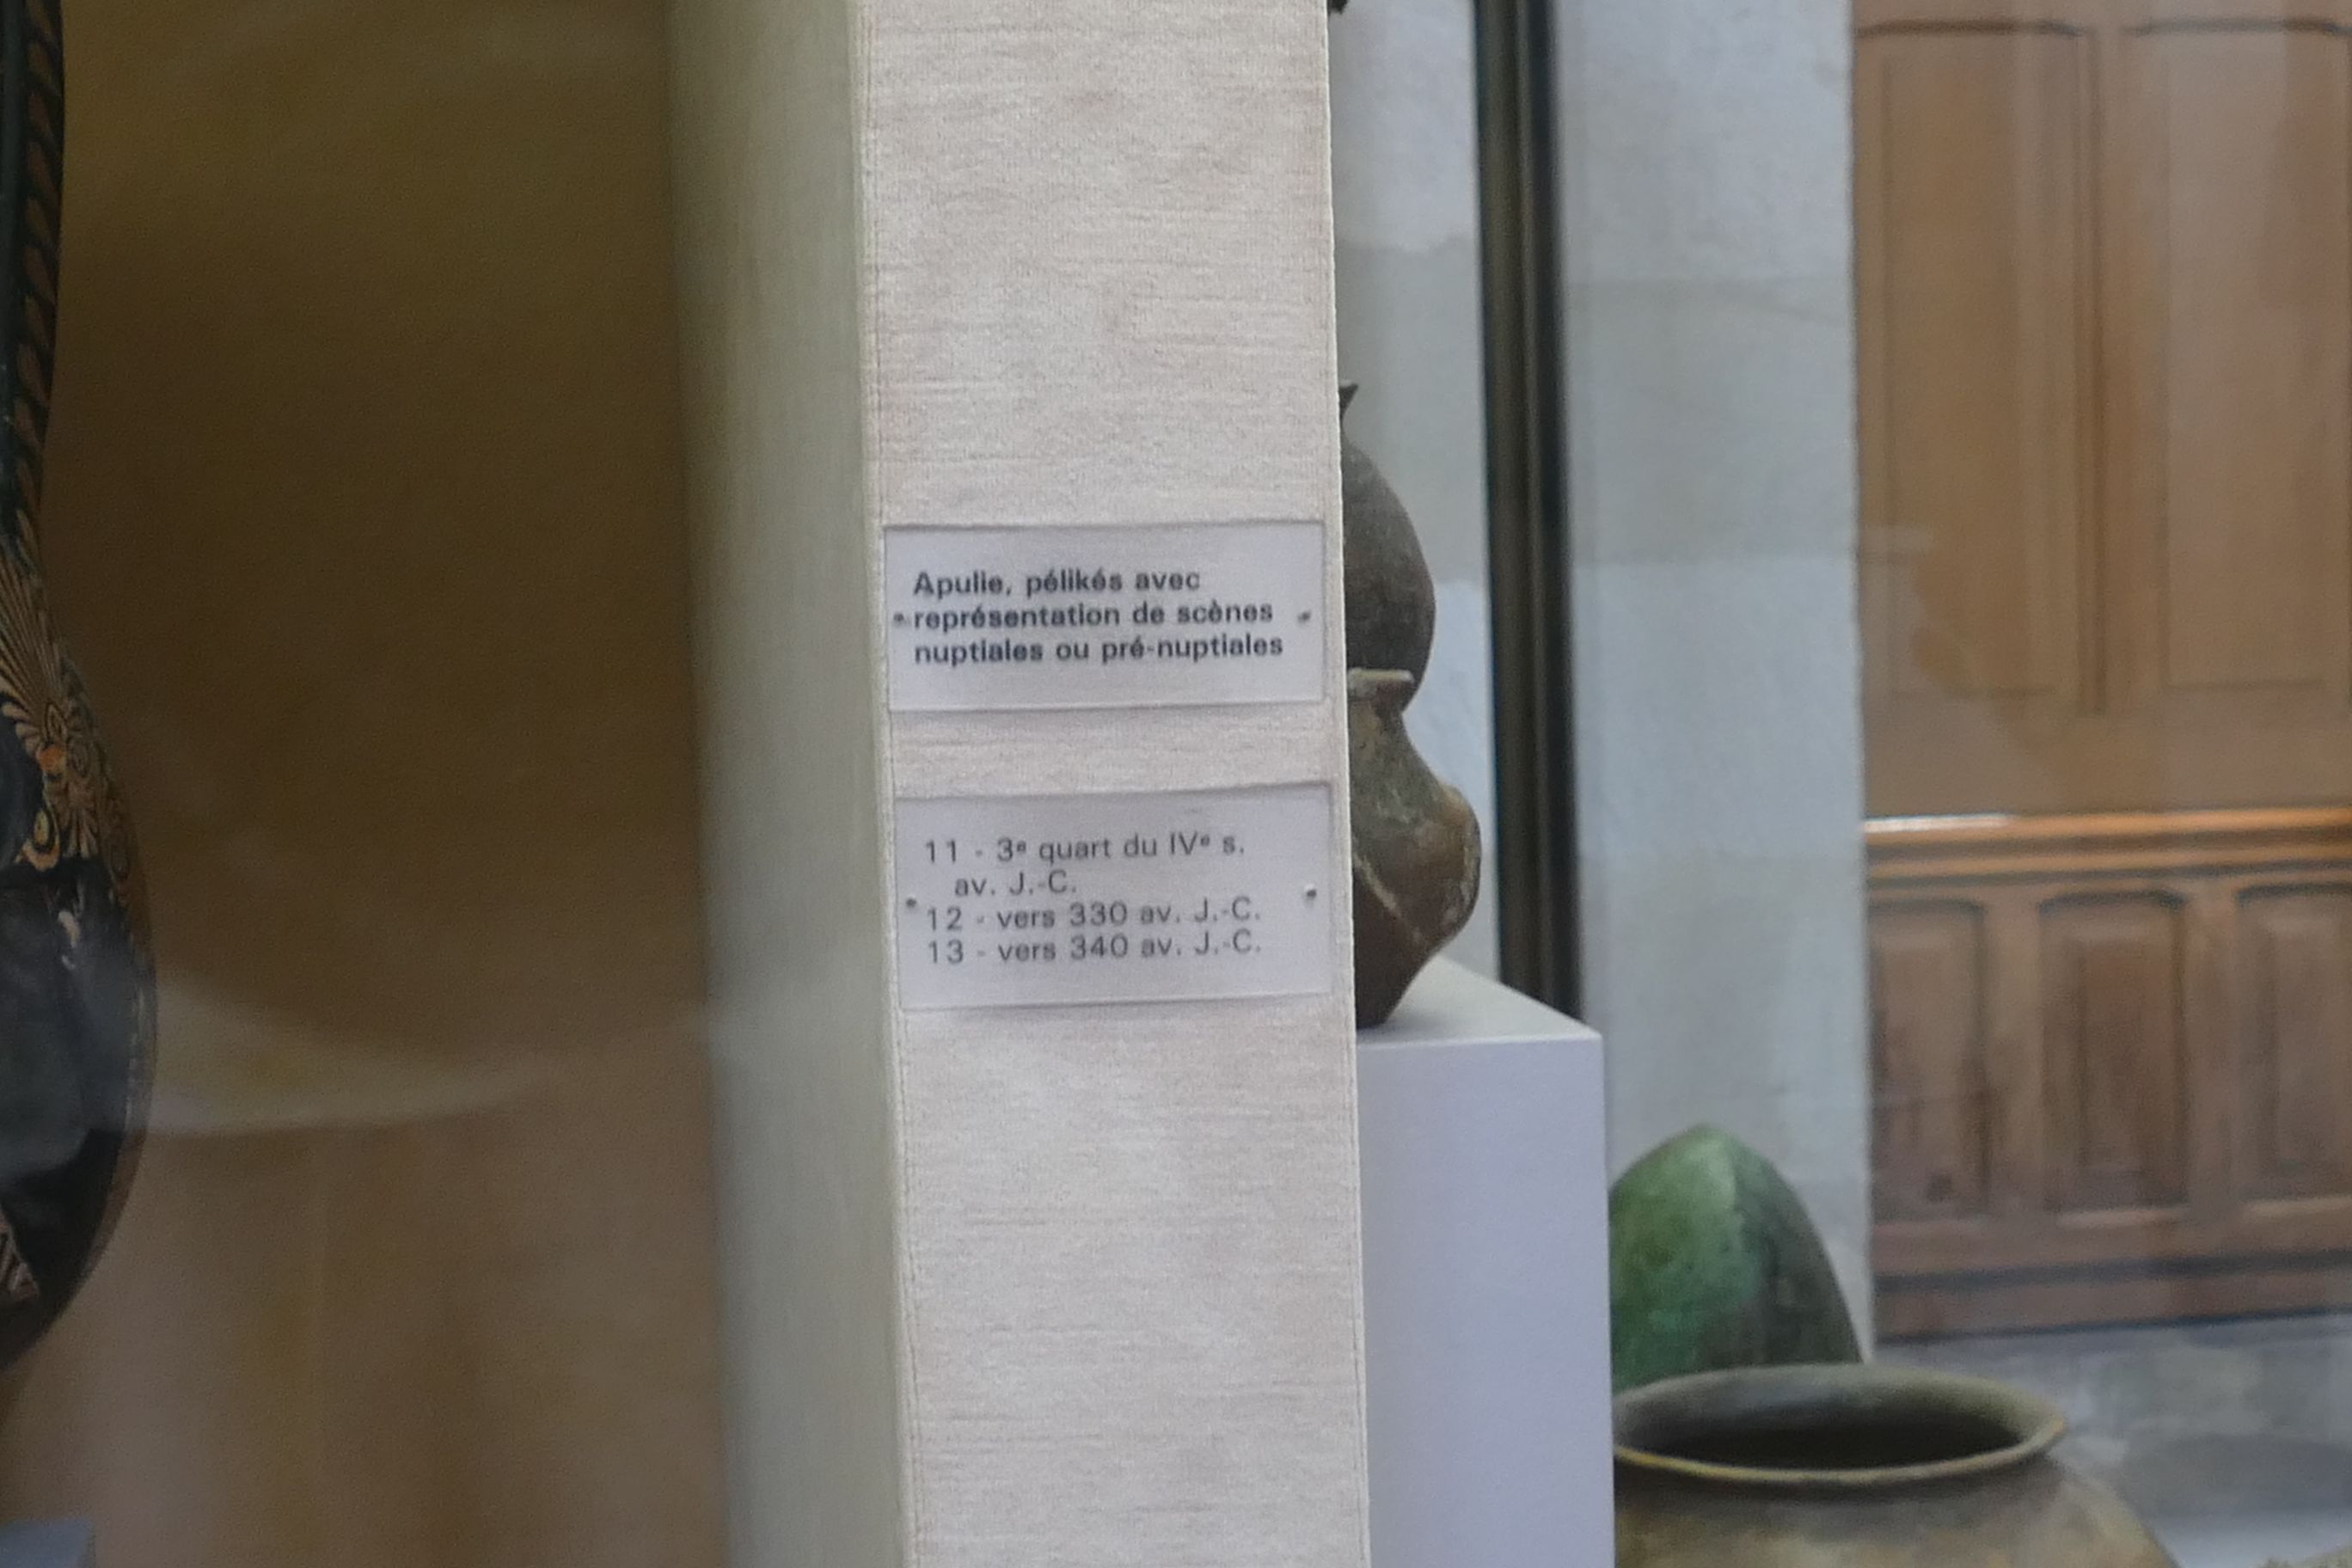 Apulie, pélikés avec
représentation de scènes
nuptiales ou pré-nuptiales
11 - 3e quart du IVe s.
av. J.-C.
12 - vers 330 av. J.-C.
13 - vers 340 av. J.-C.